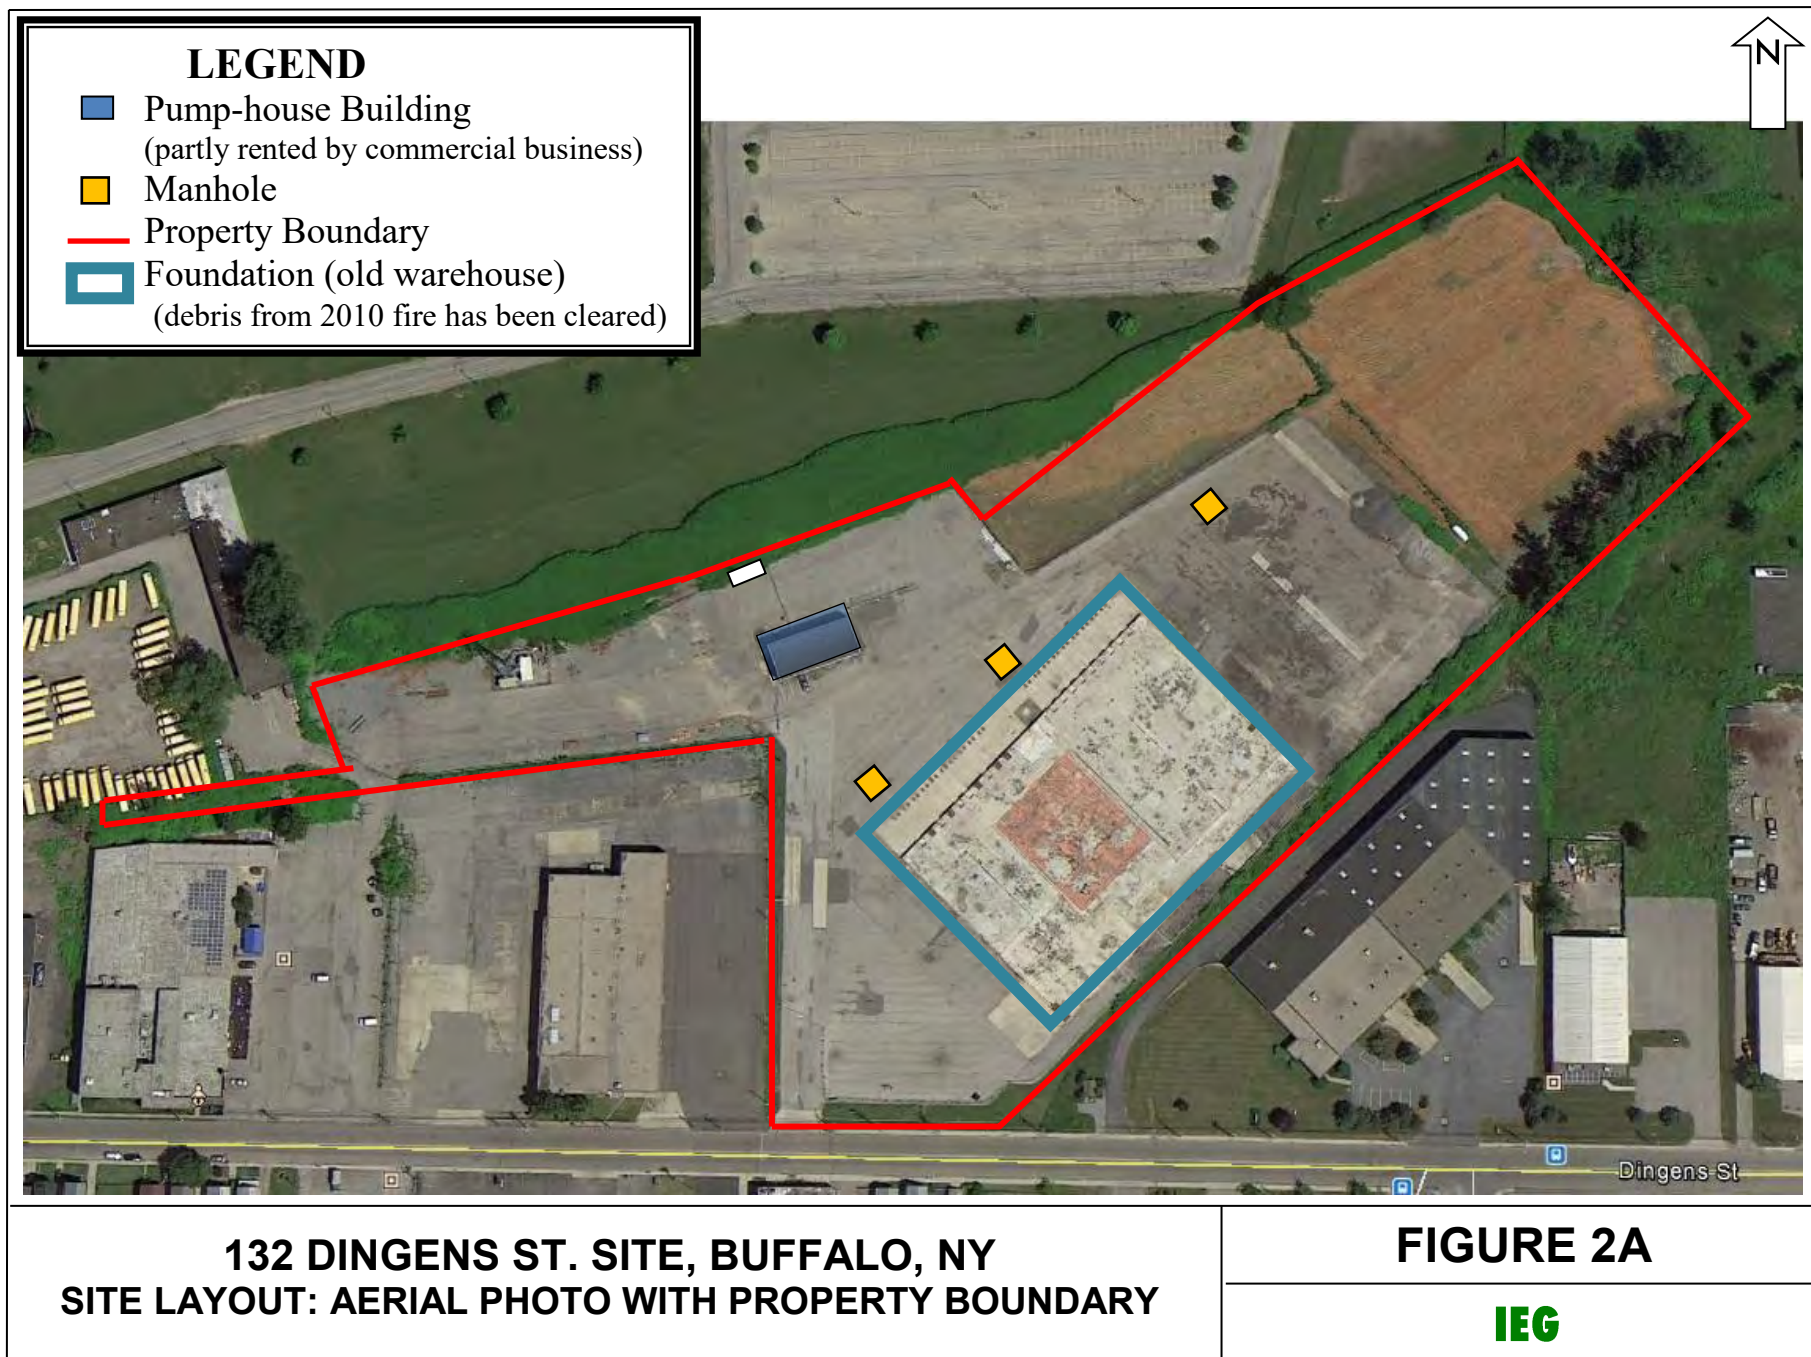 LEGEND
Pump-house Building
(partly rented by commercial business)
Manhole
Property Boundary
Foundation (old warehouse)
(debris from 2010 fire has been cleared)
N
Dingens St
132 DINGENS ST. SITE, BUFFALO, NY
SITE LAYOUT: AERIAL PHOTO WITH PROPERTY BOUNDARY
FIGURE 2A
IEG